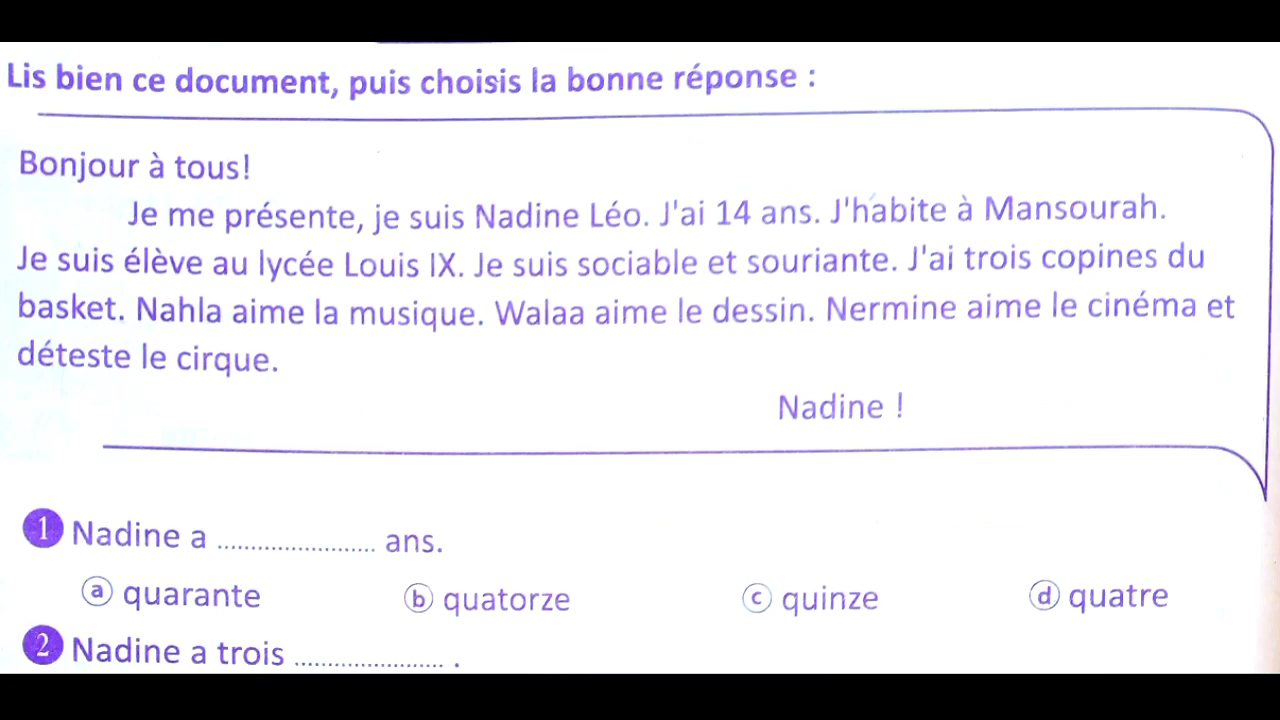 Lis bien ce document, puis choisis la bonne réponse :
Bonjour à tous!
Je me présente, je suis Nadine Léo. J'ai 14 ans. J'habite à Mansourah.
Je suis élève au lycée Louis IX. Je suis sociable et souriante. J'ai trois copines du
basket. Nahla aime la musique. Walaa aime le dessin. Nermine aime le cinéma et
déteste le cirque.
Nadine !
1 Nadine a ........................ ans.
a quarante b quatorze c quinze d quatre
2 Nadine a trois ....................... .